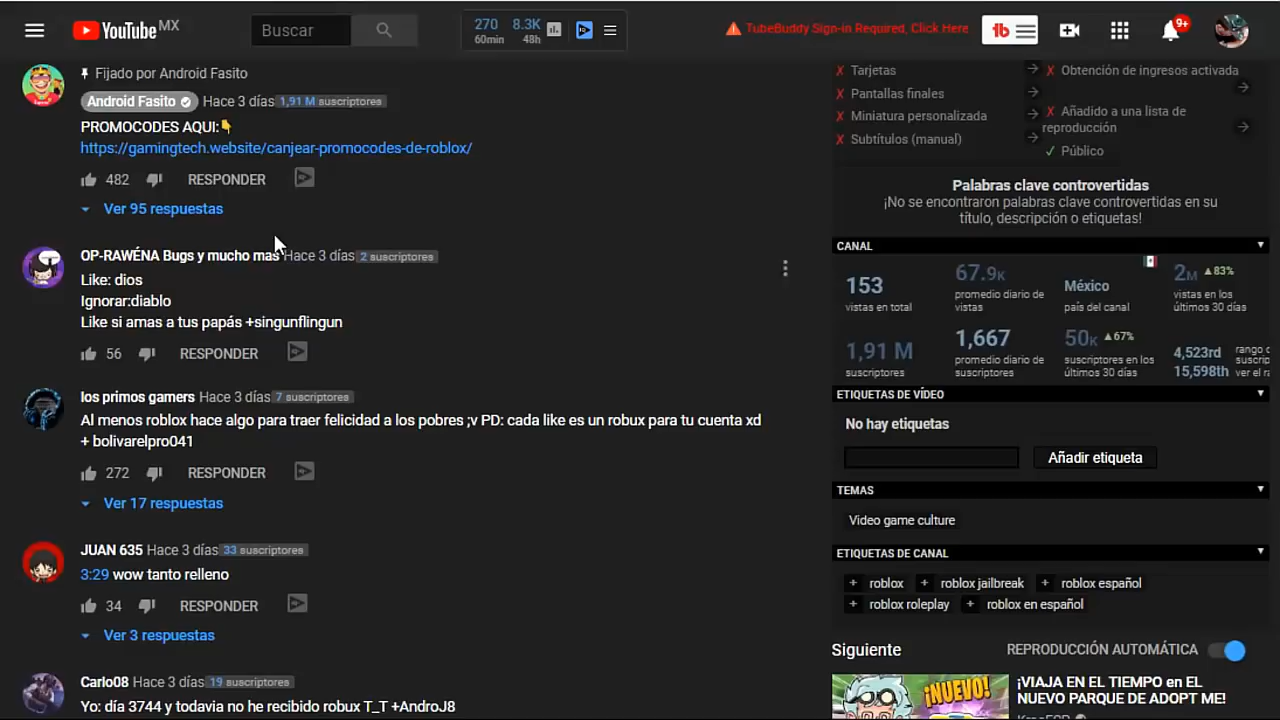 YouTube MX
Buscar
270 60min 8.3K 48h
TubeBuddy Sign-in Required, Click Here
tb
9+
Fijado por Android Fasito
Android Fasito Hace 3 días 1,91 M suscriptores
PROMOCODES AQUI:👇
https://gamingtech.website/canjear-promocodes-de-roblox/
482 RESPONDER
Ver 95 respuestas
OP-RAWÉNA Bugs y mucho mas Hace 3 días 2 suscriptores
Like: dios
Ignorar:diablo
Like si amas a tus papás +singunflingun
56 RESPONDER
los primos gamers Hace 3 días 7 suscriptores
Al menos roblox hace algo para traer felicidad a los pobres ;v PD: cada like es un robux para tu cuenta xd
+ bolivarelpro041
272 RESPONDER
Ver 17 respuestas
JUAN 635 Hace 3 días 33 suscriptores
3:29 wow tanto relleno
34 RESPONDER
Ver 3 respuestas
Carlo08 Hace 3 días 19 suscriptores
Yo: día 3744 y todavia no he recibido robux T_T +AndroJ8
✗ Tarjetas
✗ Pantallas finales
✗ Miniatura personalizada
✗ Subtítulos (manual)
✗ Obtención de ingresos activada
✗ Añadido a una lista de
reproducción
✓ Público
Palabras clave controvertidas
¡No se encontraron palabras clave controvertidas en su
título, descripción o etiquetas!
CANAL
153
vistas en total
67.9K
promedio diario de
vistas
México
país del canal
2M ▲83%
vistas en los
últimos 30 días
1,91 M
suscriptores
1,667
promedio diario de
suscriptores
50K ▲67%
suscriptores en los
últimos 30 días
4,523rd
15,598th
rango
suscrip
ver el ra
ETIQUETAS DE VÍDEO
No hay etiquetas
Añadir etiqueta
TEMAS
Video game culture
ETIQUETAS DE CANAL
+ roblox + roblox jailbreak + roblox español
+ roblox roleplay + roblox en español
Siguiente REPRODUCCIÓN AUTOMÁTICA
¡NUEVO!
¡VIAJA EN EL TIEMPO en EL
NUEVO PARQUE DE ADOPT ME!